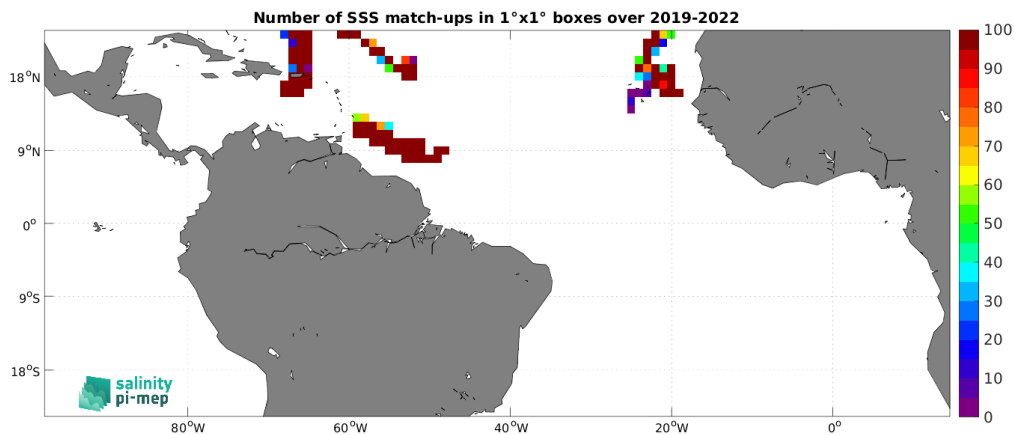 Number of SSS match-ups in 1°x1° boxes over 2019-2022
100
90
80
70
60
50
40
30
20
10
0
18°N
9°N
0°
9°S
18°S
80°W
60°W
40°W
20°W
0°
salinity
pi-mep